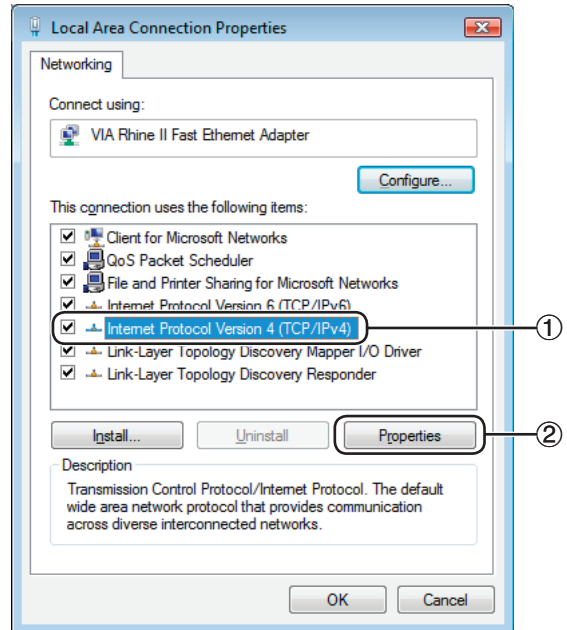 Local Area Connection Properties
Networking
Connect using:
VIA Rhine II Fast Ethernet Adapter
Configure...
This connection uses the following items:
Client for Microsoft Networks
QoS Packet Scheduler
File and Printer Sharing for Microsoft Networks
Internet Protocol Version 6 (TCP/IPv6)
Internet Protocol Version 4 (TCP/IPv4)
①
Link-Layer Topology Discovery Mapper I/O Driver
Link-Layer Topology Discovery Responder
Install...
Uninstall
Properties
②
Description
Transmission Control Protocol/Internet Protocol. The default
wide area network protocol that provides communication
across diverse interconnected networks.
OK
Cancel